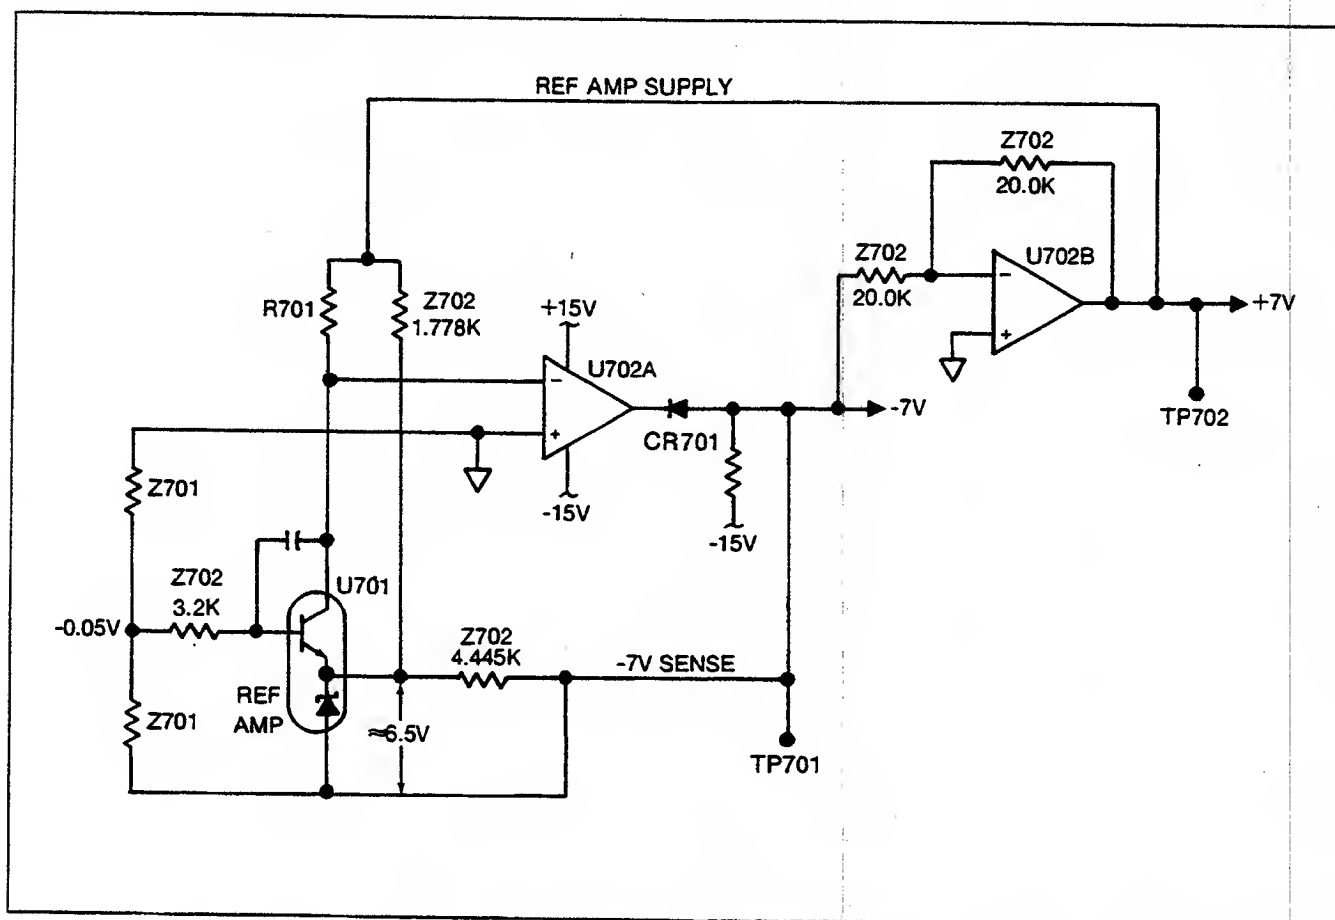 REF AMP SUPPLY
Z702
20.0K
Z702
20.0K
U702B
−
+
+7V
TP702
R701
Z702
1.778K
+15V
U702A
−
+
-15V
CR701
-7V
-15V
Z701
Z702
3.2K
U701
-0.05V
Z702
4.445K
-7V SENSE
REF
AMP
Z701
≈6.5V
TP701